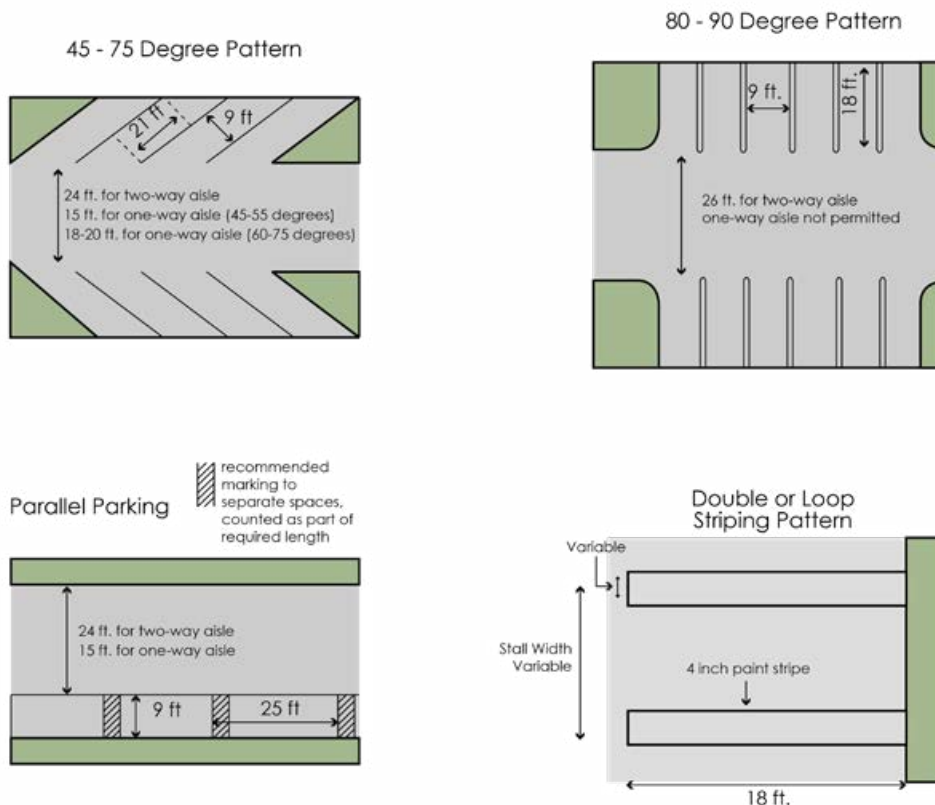 45 - 75 Degree Pattern
21 ft
9 ft
24 ft. for two-way aisle
15 ft. for one-way aisle (45-55 degrees)
18-20 ft. for one-way aisle (60-75 degrees)
80 - 90 Degree Pattern
9 ft.
18 ft.
26 ft. for two-way aisle
one-way aisle not permitted
Parallel Parking
recommended
marking to
separate spaces,
counted as part of
required length
24 ft. for two-way aisle
15 ft. for one-way aisle
9 ft
25 ft
Double or Loop
Striping Pattern
Variable
Stall Width
Variable
4 inch paint stripe
18 ft.